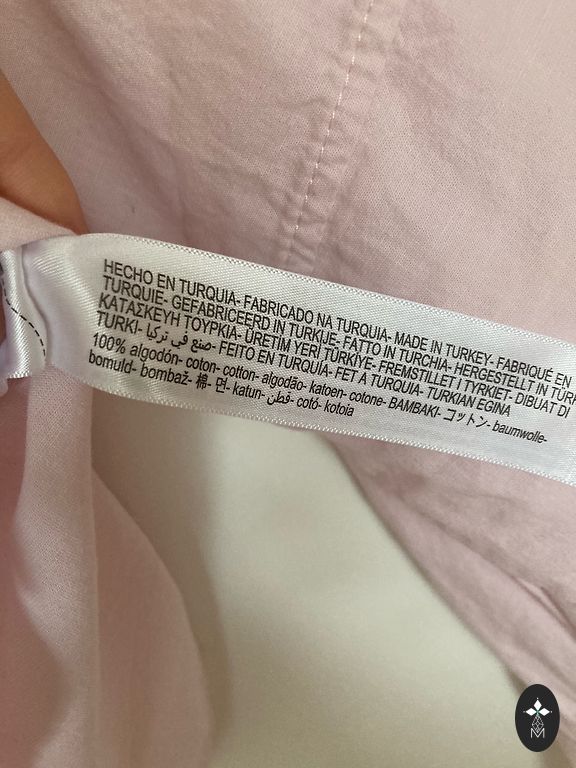 HECHO EN TURQUIA- FABRICADO NA TURQUIA- MADE IN TURKEY- FABRIQUÉ EN
TURQUIE- GEFABRICEERD IN TURKIJE- FATTO IN TURCHIA- HERGESTELLT IN
ΚΑΤΑΣΚΕΥΗ ΤΟΥΡΚΙΑ- ÜRETİM YERİ TÜRKİYE- FREMSTILLET I TYRKIET- DIBUAT DI
TURKI- صنع في تركيا- FEITO EN TURQUÍA- FET A TURQUIA- TURKIAN EGINA
100% algodón- coton- cotton- algodão- katoen- cotone- ΒΑΜΒΑΚΙ- コットン- baumwolle-
bomuld- bombaž- 棉- 면- katun- قطن- cotó- kotoia
M